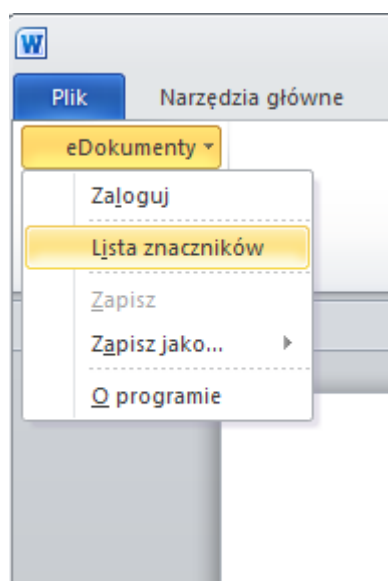 W
Plik Narzędzia główne
eDokumenty
Zaloguj
Lista znaczników
Zapisz
Zapisz jako...
O programie